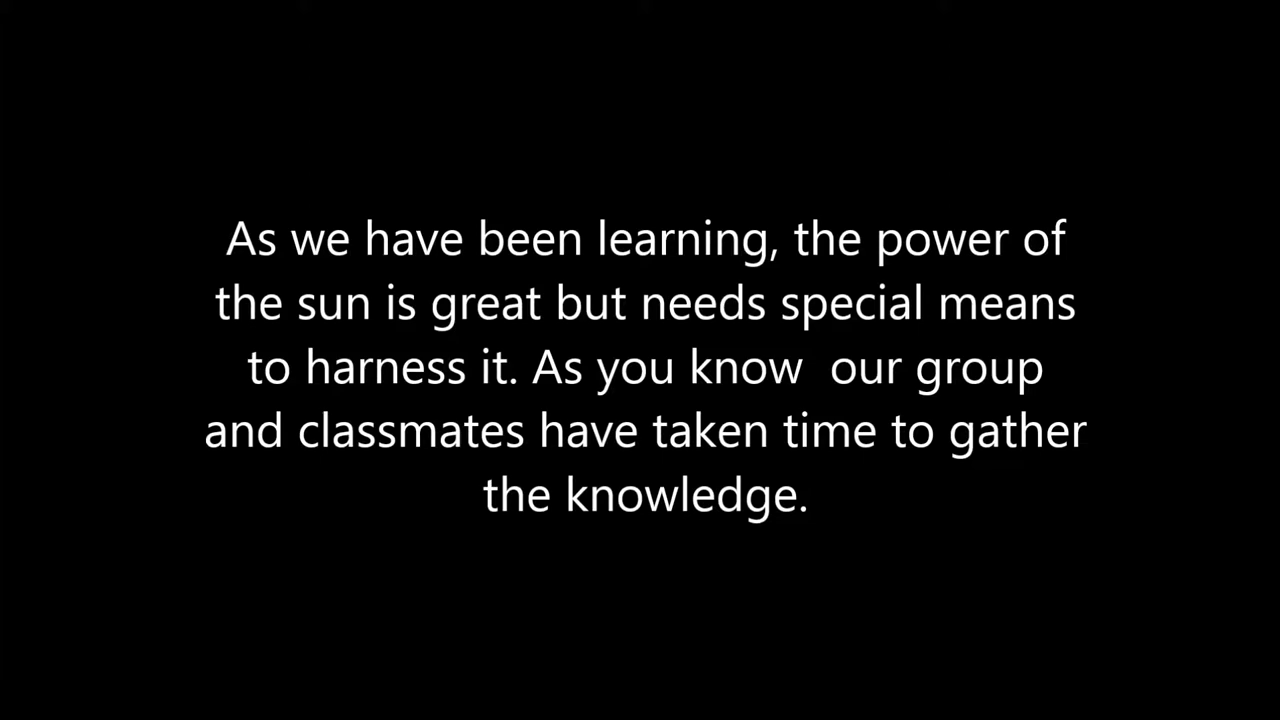 As we have been learning, the power of
the sun is great but needs special means
to harness it. As you know  our group
and classmates have taken time to gather
the knowledge.